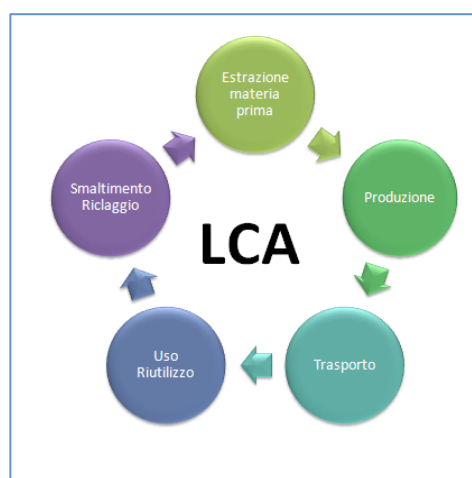 Estrazione
materia
prima
Produzione
Trasporto
Uso
Riutilizzo
Smaltimento
Riclaggio
LCA